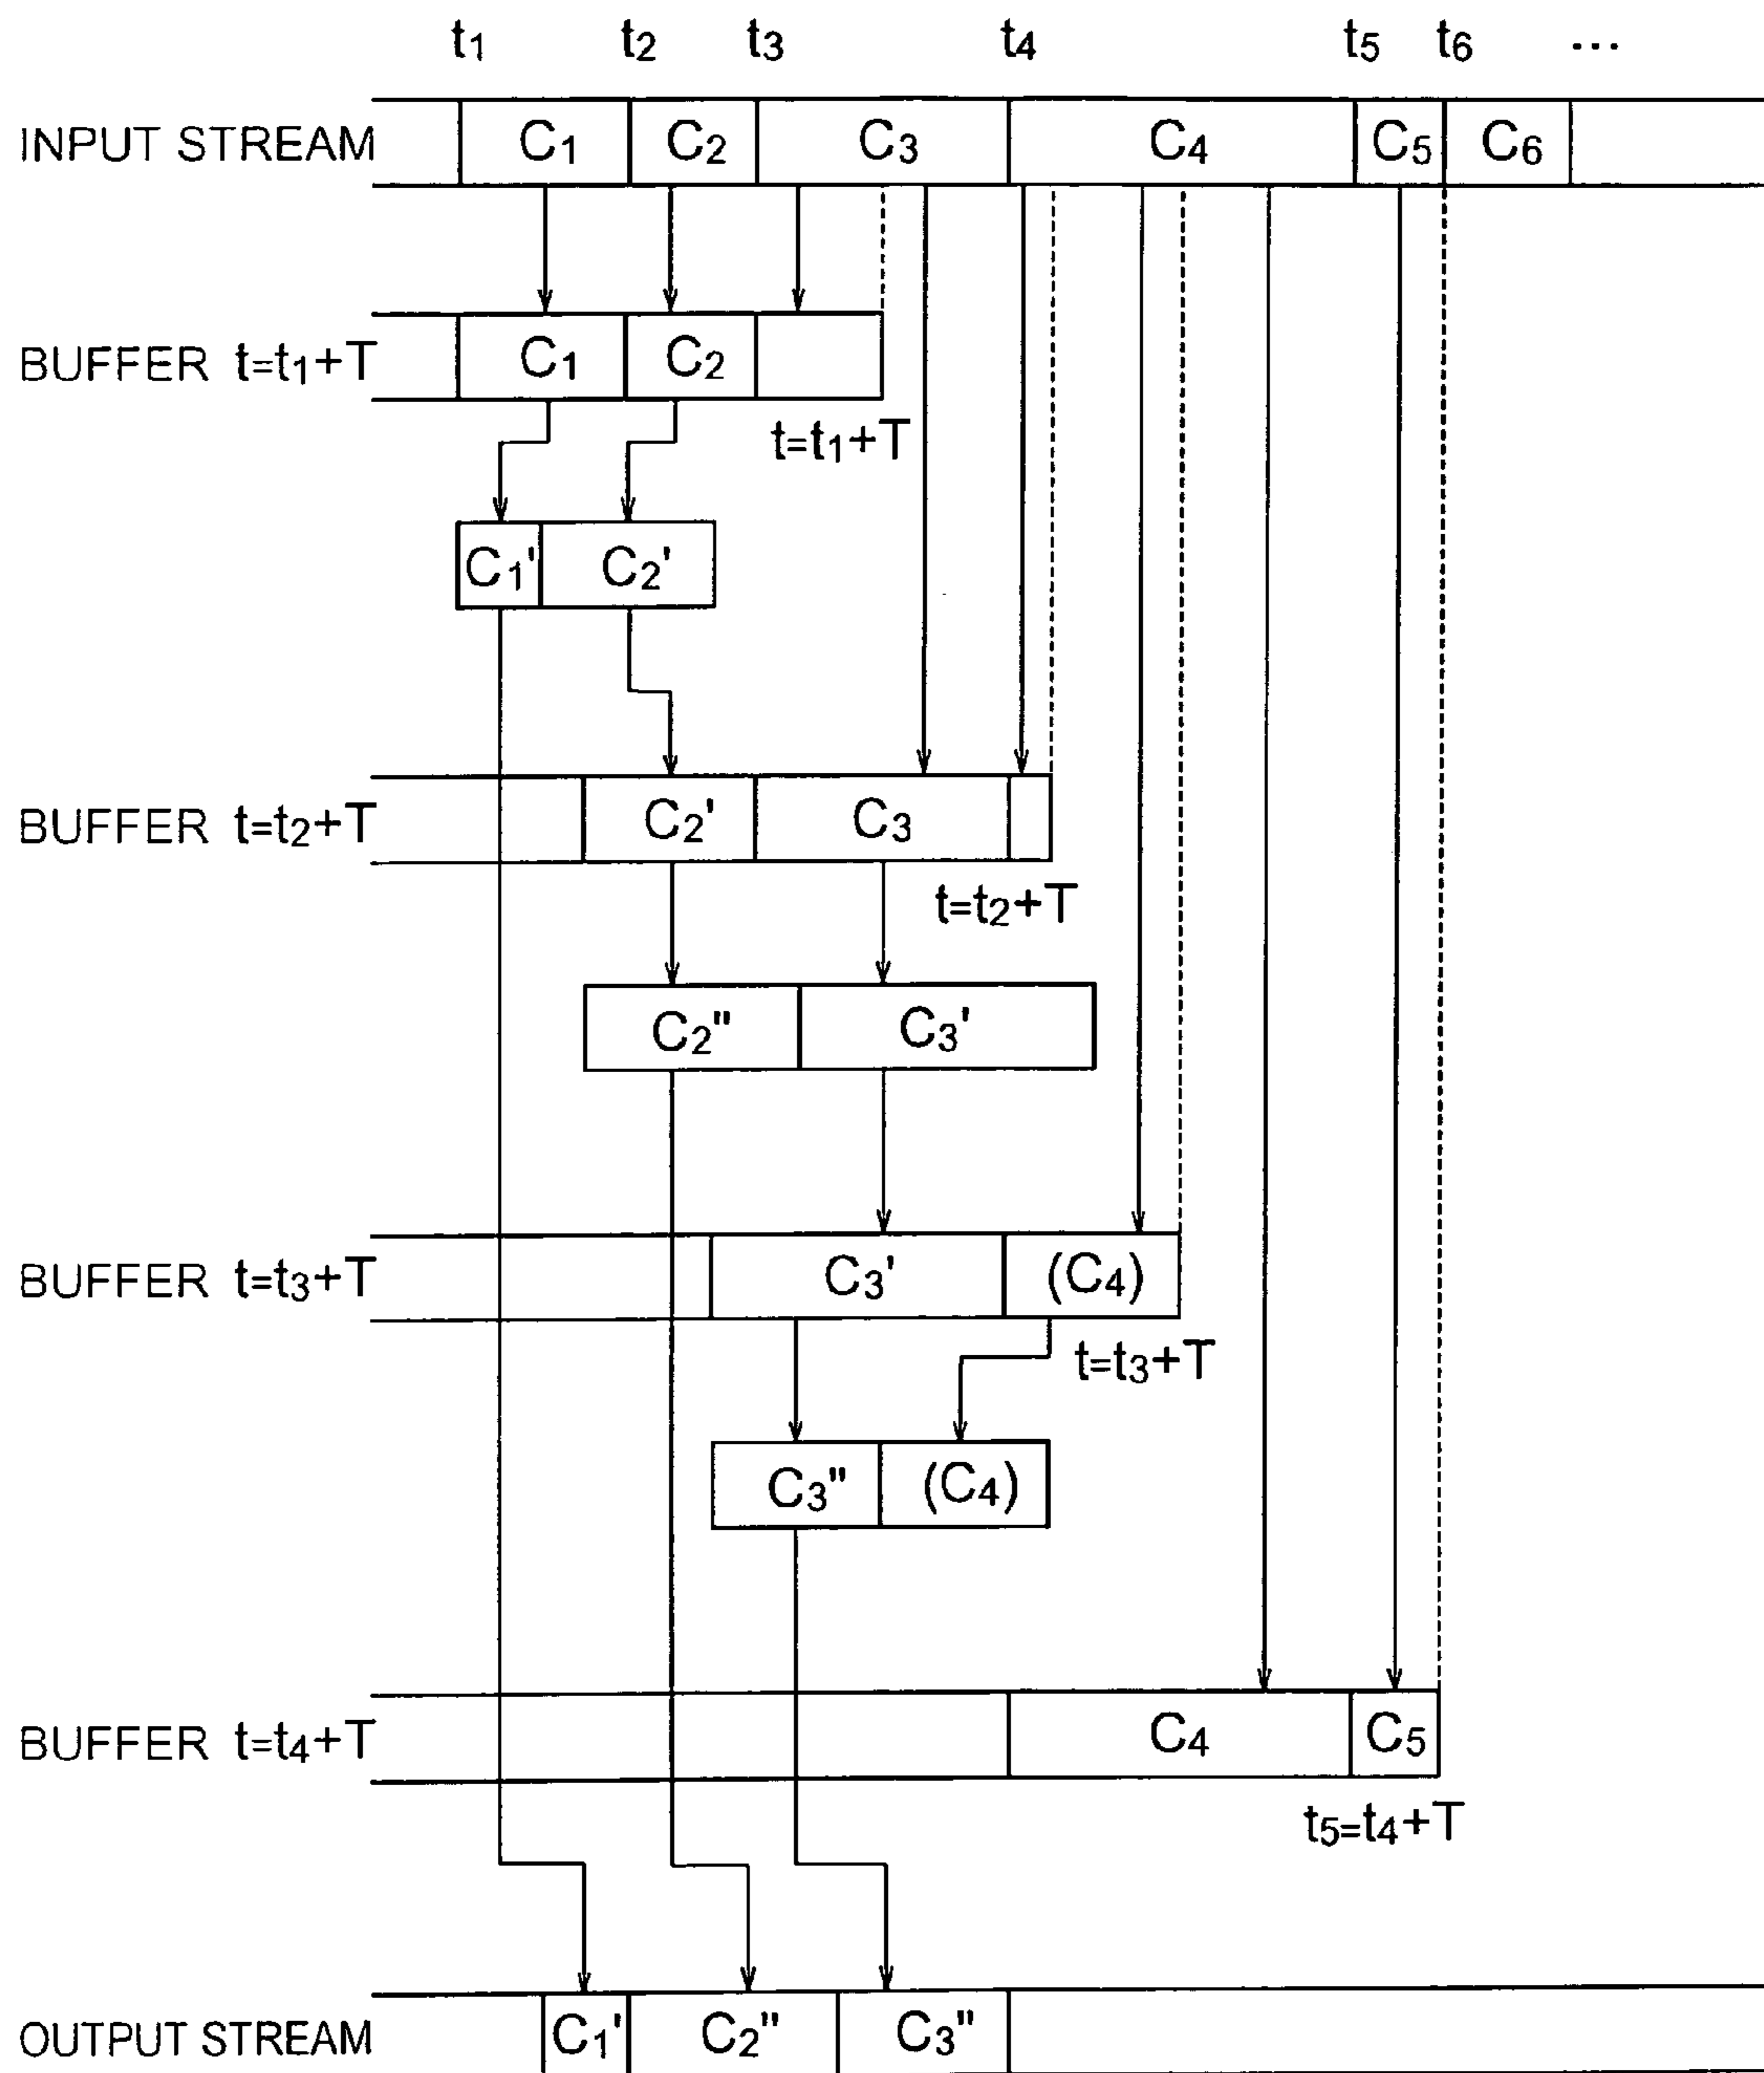 t1 t2 t3 t4 t5 t6 ...
INPUT STREAM C1 C2 C3 C4 C5 C6
BUFFER t=t1+T C1 C2
t=t1+T
C1' C2'
BUFFER t=t2+T C2' C3
t=t2+T
C2" C3'
BUFFER t=t3+T C3' (C4)
t=t3+T
C3" (C4)
BUFFER t=t4+T C4 C5
t5=t4+T
OUTPUT STREAM C1' C2" C3"